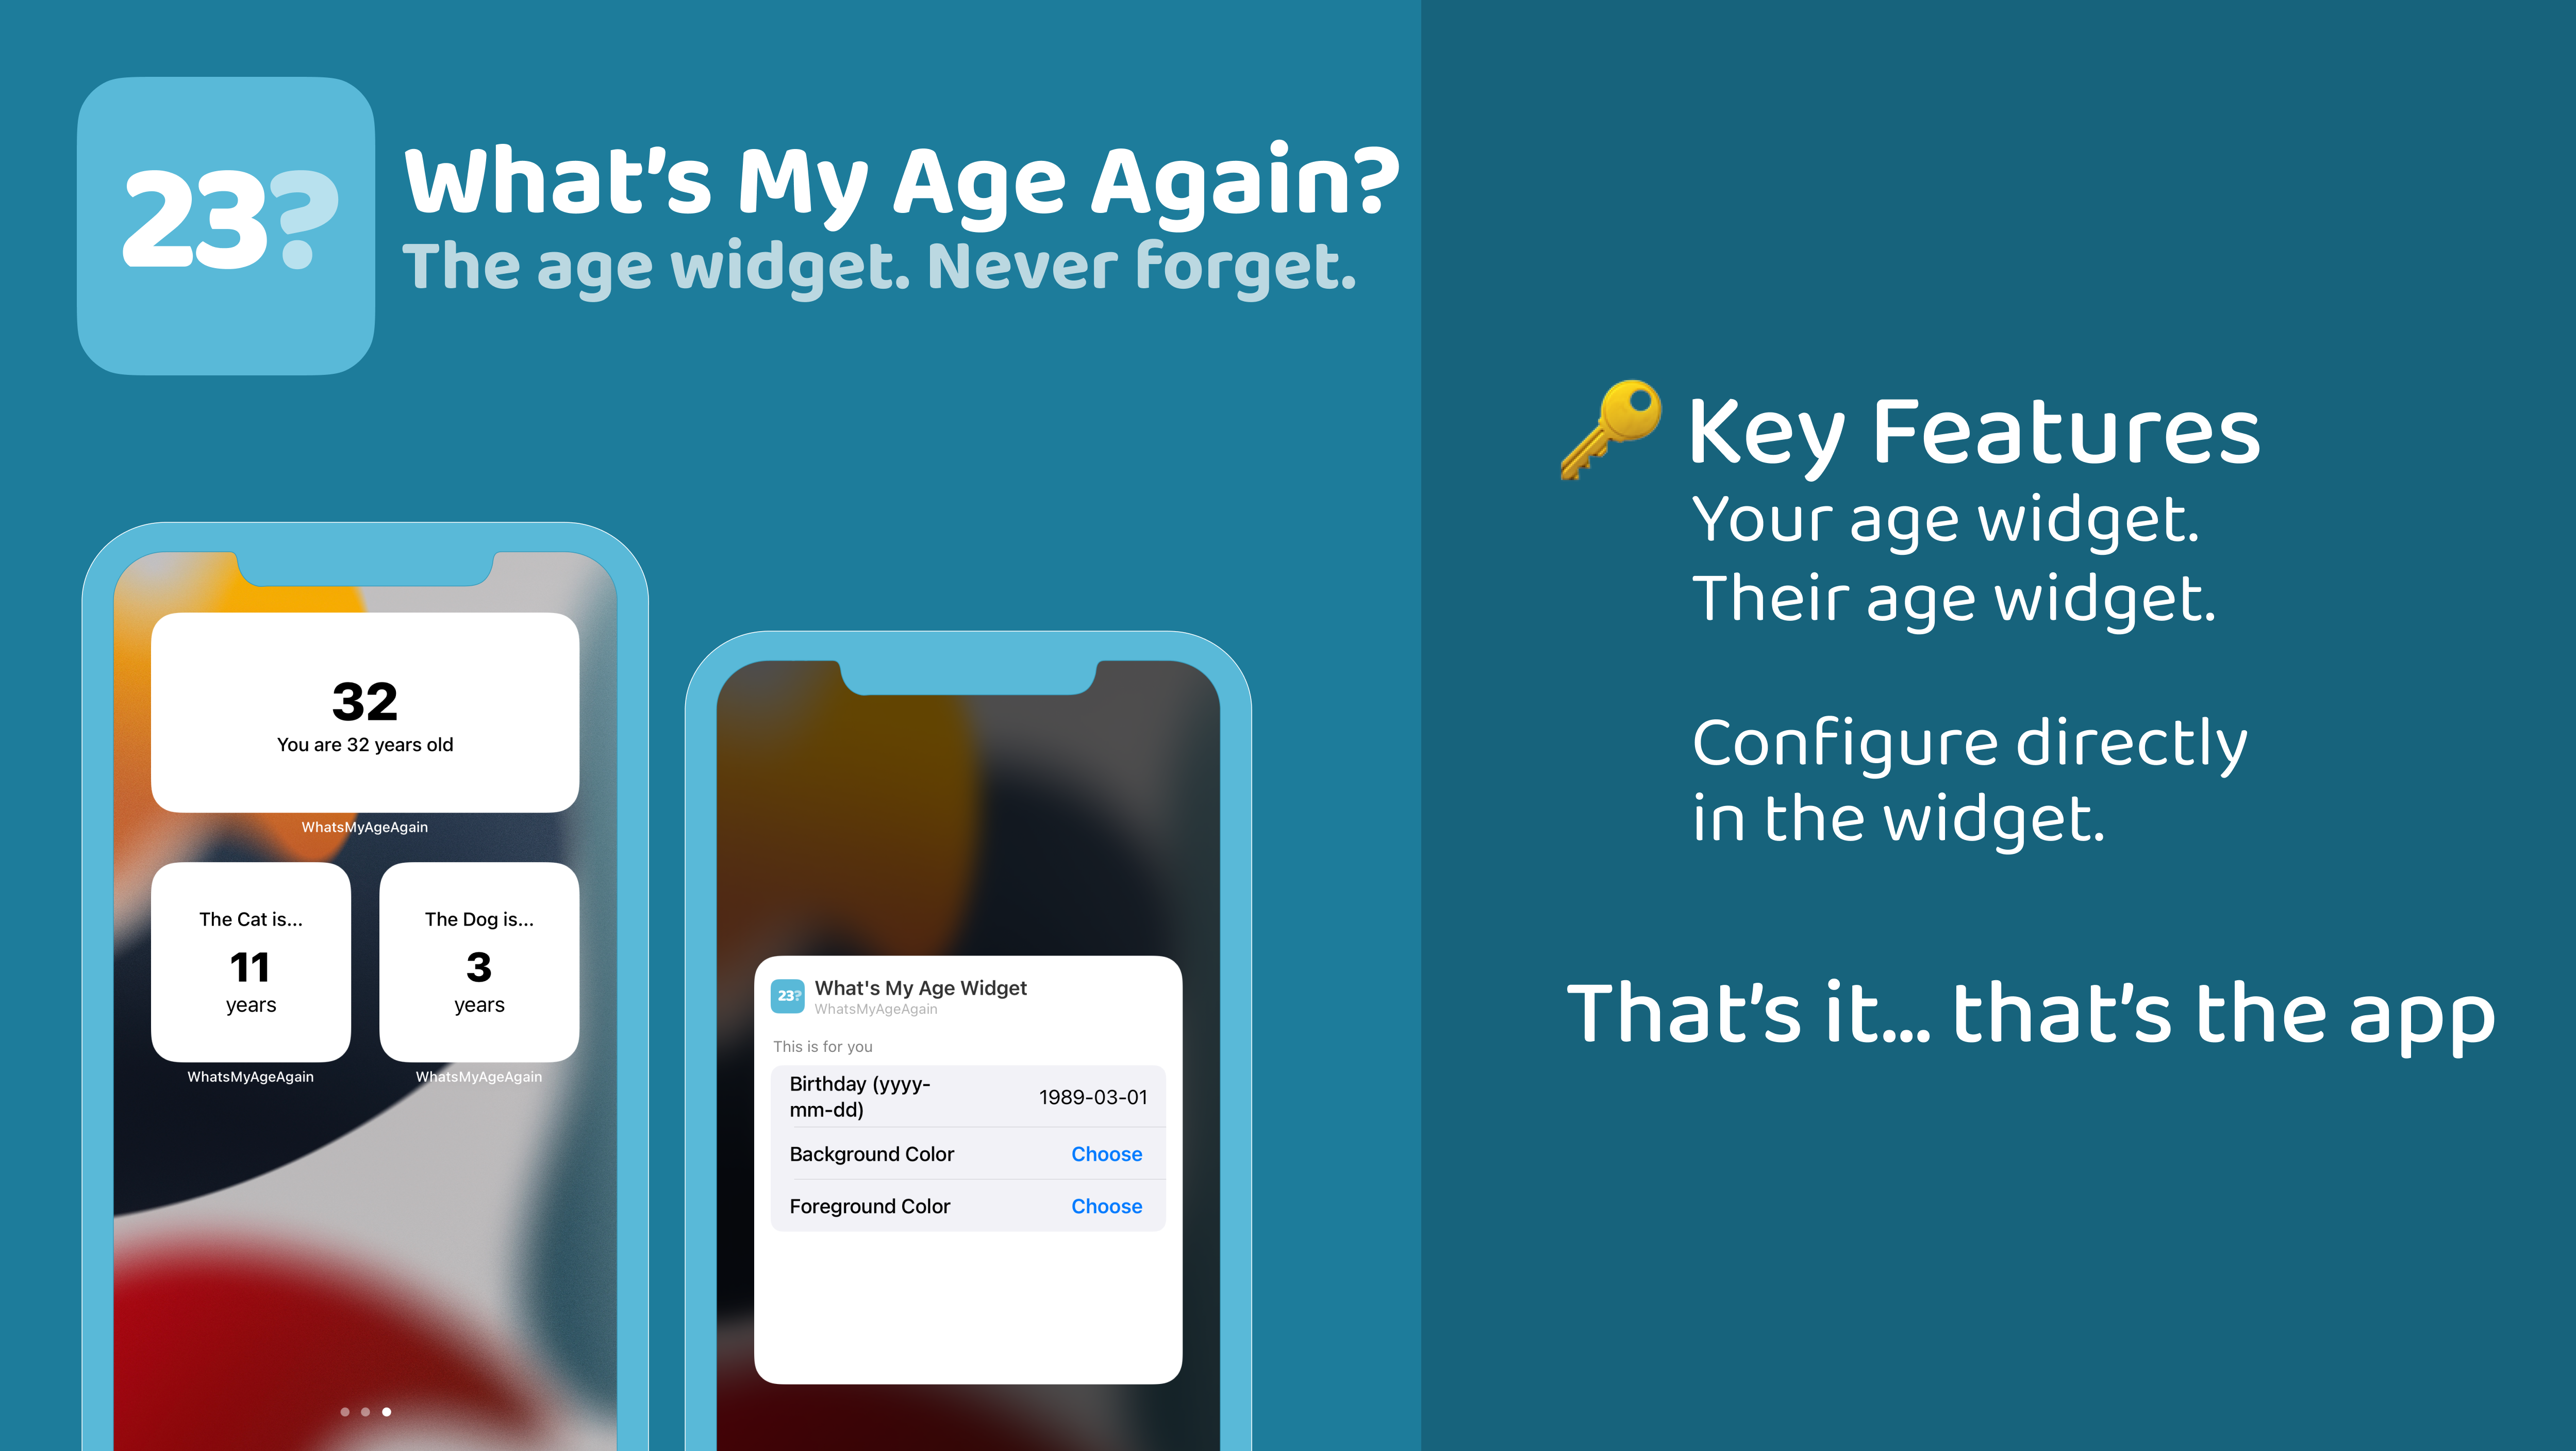 23?
What’s My Age Again?
The age widget. Never forget.
32
You are 32 years old
WhatsMyAgeAgain
The Cat is...
11
years
WhatsMyAgeAgain
The Dog is...
3
years
WhatsMyAgeAgain
23?
What's My Age Widget
WhatsMyAgeAgain
This is for you
Birthday (yyyy-
mm-dd)
1989-03-01
Background Color
Choose
Foreground Color
Choose
🔑 Key Features
Your age widget.
Their age widget.
Configure directly
in the widget.
That’s it... that’s the app